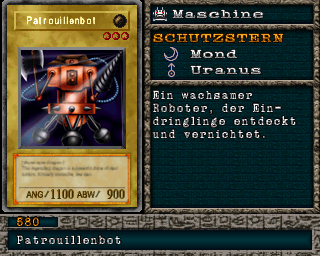 Patrouillenbot
ANG/ 1100 ABW/ 900
Maschine
SCHUTZSTERN
Mond
Uranus
Ein wachsamer
Roboter, der Ein-
dringlinge entdeckt
und vernichtet.
580
Patrouillenbot